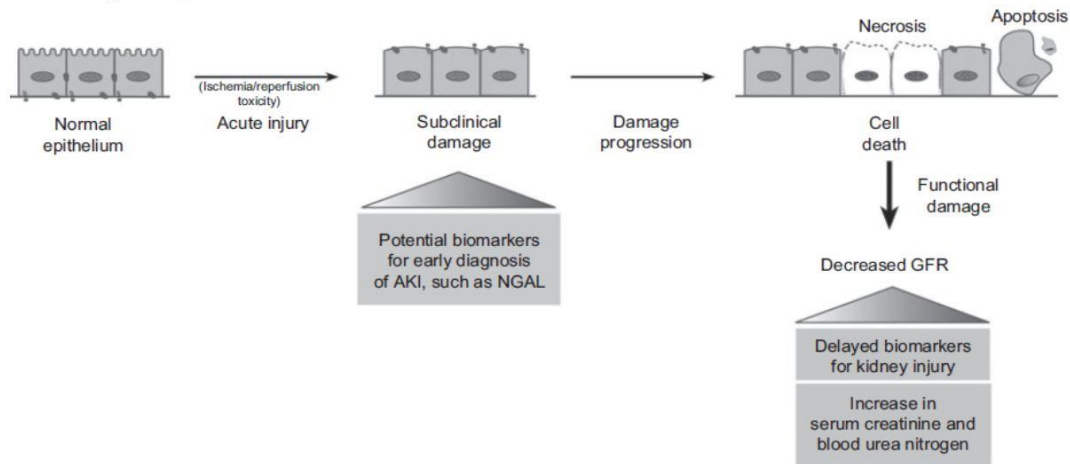 Normal
epithelium
(Ischemia/reperfusion
toxicity)
Acute injury
Subclinical
damage
Damage
progression
Necrosis
Apoptosis
Cell
death
Functional
damage
Potential biomarkers
for early diagnosis
of AKI, such as NGAL
Decreased GFR
Delayed biomarkers
for kidney injury
Increase in
serum creatinine and
blood urea nitrogen